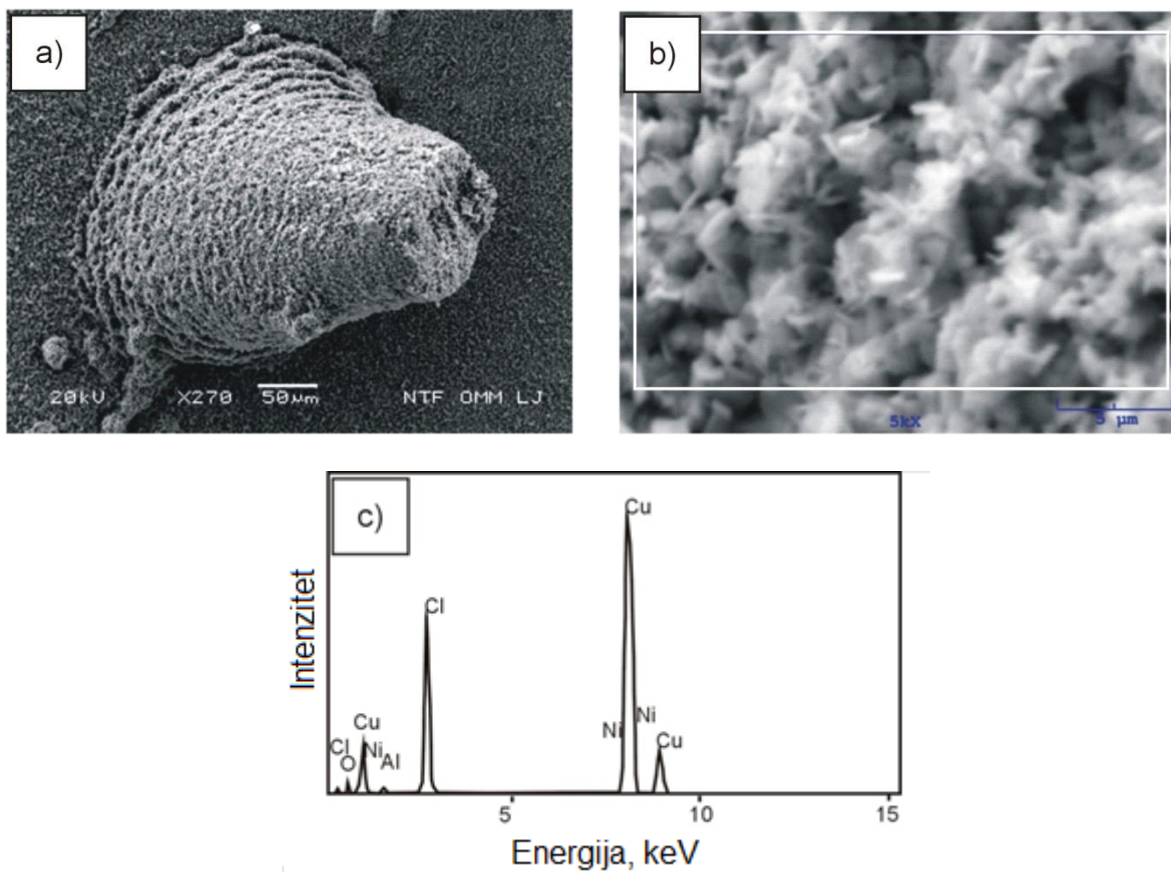 a)
20kV X270 50µm NTF OMM LJ
b)
5kX 5 µm
c)
Intenzitet
Cl
O
Cu
Ni
Al
Cl
Ni
Cu
Ni
Cu
5 10 15
Energija, keV